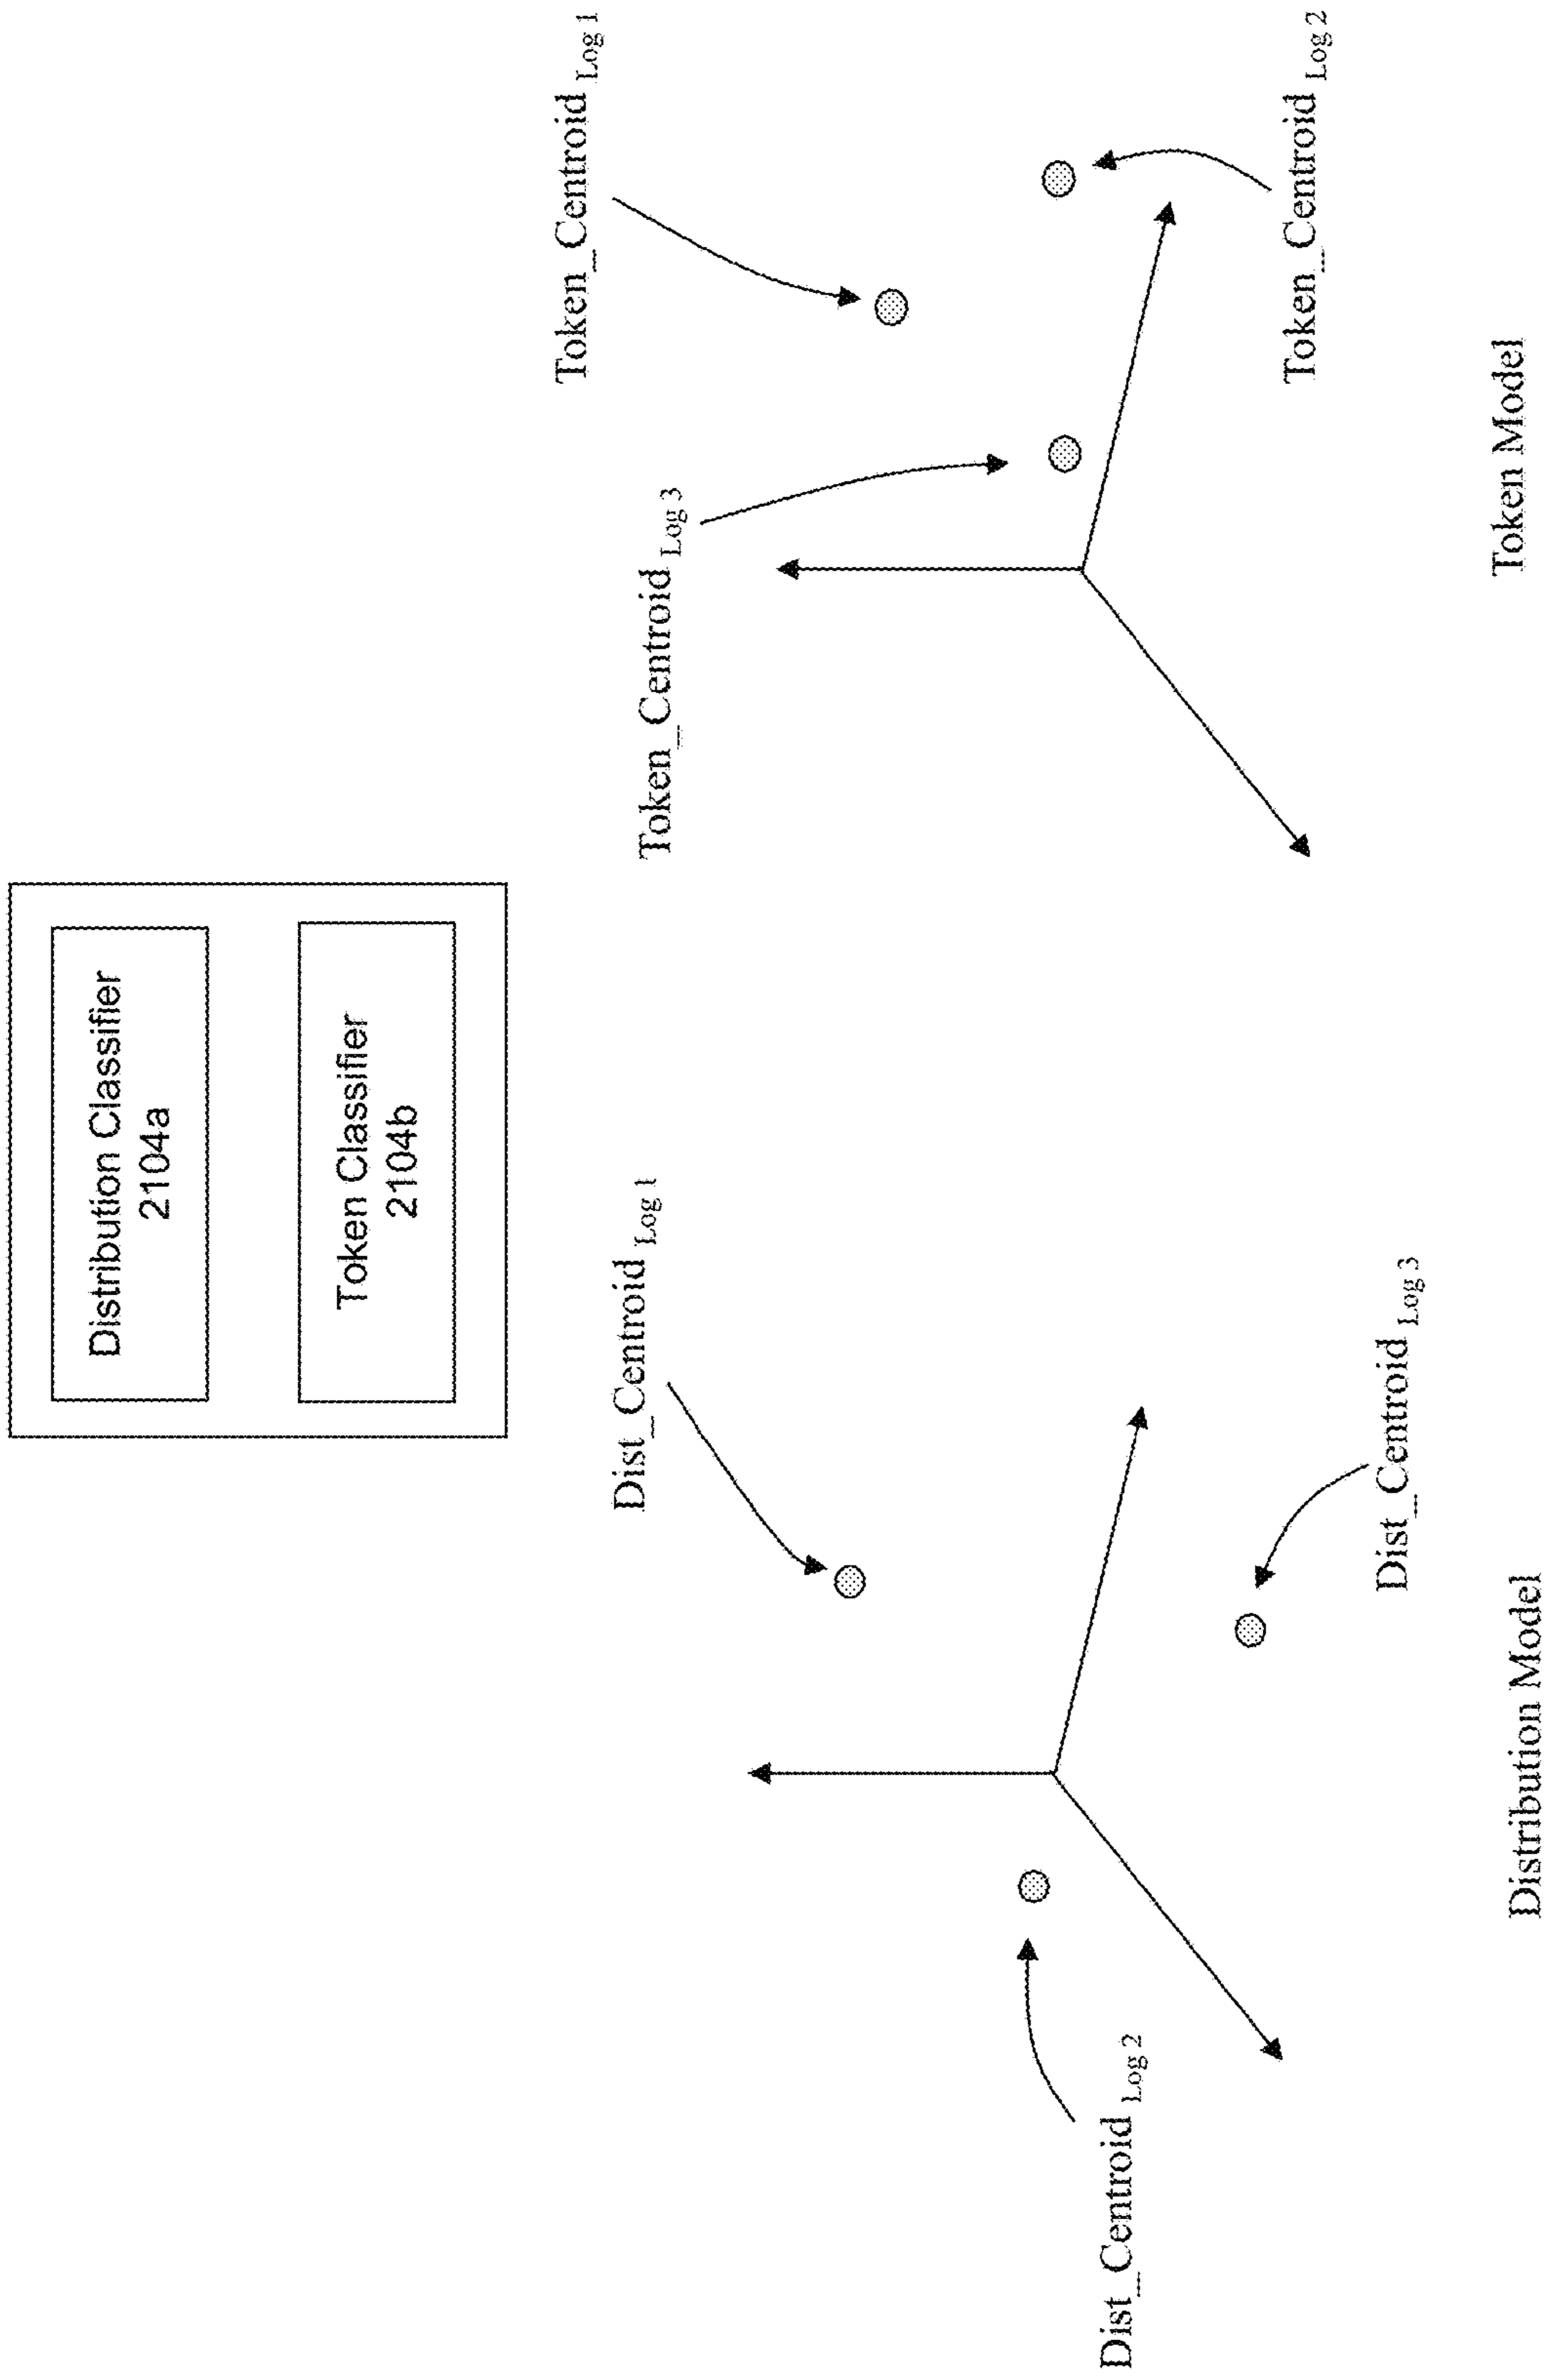 Distribution Classifier
2104a
Token Classifier
2104b
Dist_Centroid Log 1
Dist_Centroid Log 2
Dist_Centroid Log 3
Distribution Model
Token_Centroid Log 1
Token_Centroid Log 3
Token_Centroid Log 2
Token Model